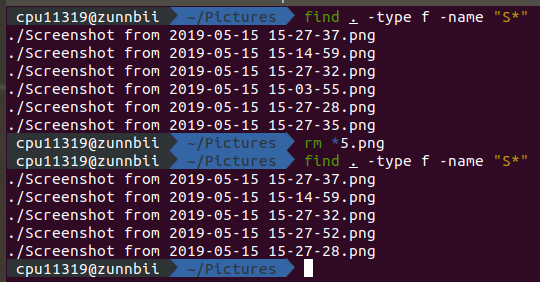 cpu11319@zunnbii ~/Pictures find . -type f -name "S*"
./Screenshot from 2019-05-15 15-27-37.png
./Screenshot from 2019-05-15 15-14-59.png
./Screenshot from 2019-05-15 15-27-32.png
./Screenshot from 2019-05-15 15-03-55.png
./Screenshot from 2019-05-15 15-27-28.png
./Screenshot from 2019-05-15 15-27-35.png
cpu11319@zunnbii ~/Pictures rm *5.png
cpu11319@zunnbii ~/Pictures find . -type f -name "S*"
./Screenshot from 2019-05-15 15-27-37.png
./Screenshot from 2019-05-15 15-14-59.png
./Screenshot from 2019-05-15 15-27-32.png
./Screenshot from 2019-05-15 15-27-52.png
./Screenshot from 2019-05-15 15-27-28.png
cpu11319@zunnbii ~/Pictures